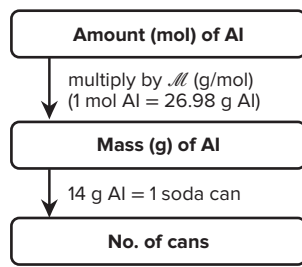 Amount (mol) of Al
multiply by ℳ (g/mol)
(1 mol Al = 26.98 g Al)
Mass (g) of Al
14 g Al = 1 soda can
No. of cans